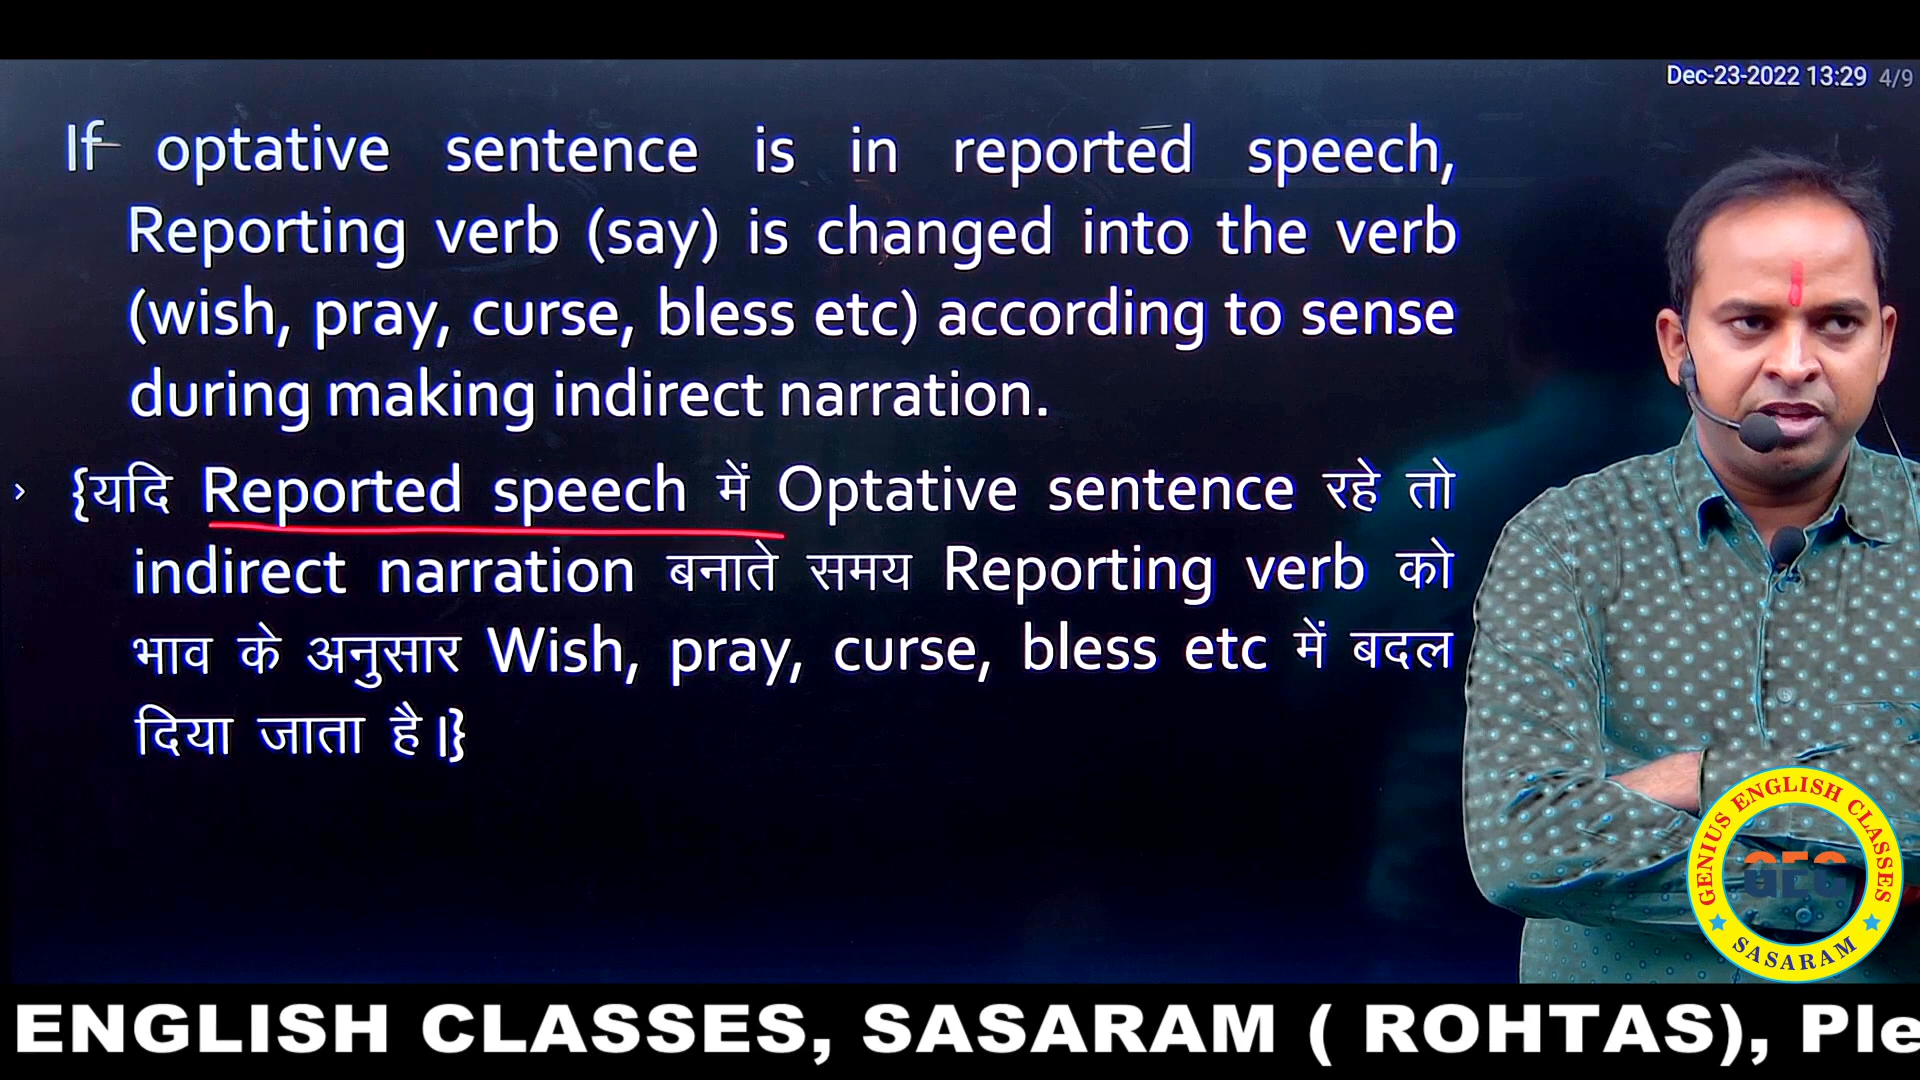 Dec-23-2022 13:29 4/9
If optative sentence is in reported speech,
Reporting verb (say) is changed into the verb
(wish, pray, curse, bless etc) according to sense
during making indirect narration.
{यदि Reported speech में Optative sentence रहे तो
indirect narration बनाते समय Reporting verb को
भाव के अनुसार Wish, pray, curse, bless etc में बदल
दिया जाता है।}
GENIUS ENGLISH CLASSES
GEC
SASARAM
ENGLISH CLASSES, SASARAM ( ROHTAS), Ple